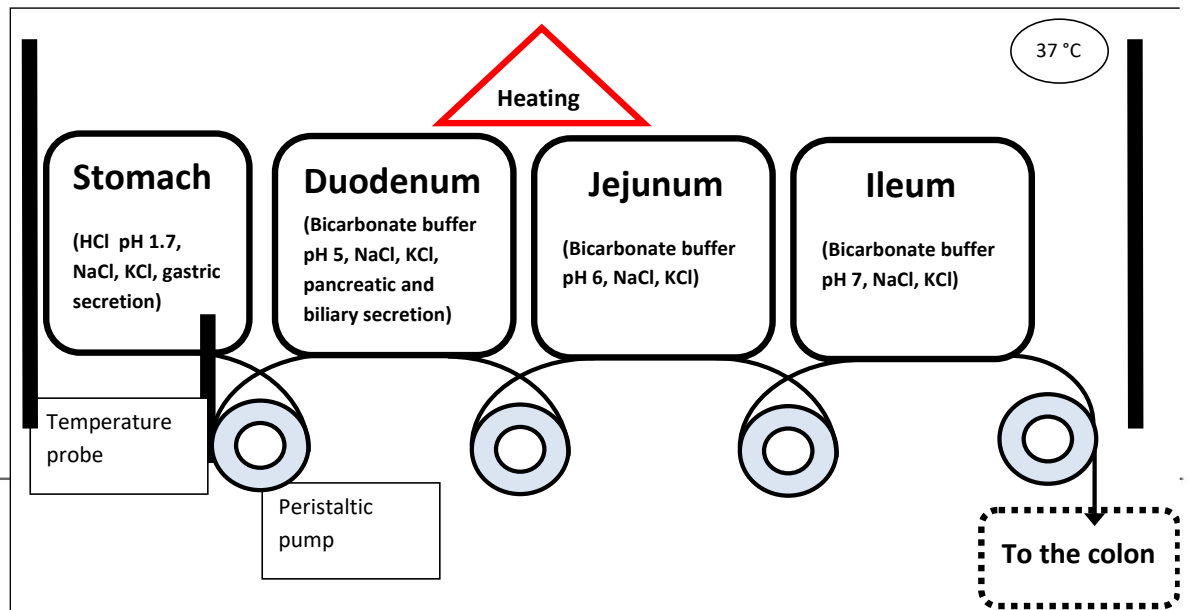 37 °C
Heating
Stomach
(HCl pH 1.7,
NaCl, KCl, gastric
secretion)
Duodenum
(Bicarbonate buffer
pH 5, NaCl, KCl,
pancreatic and
biliary secretion)
Jejunum
(Bicarbonate buffer
pH 6, NaCl, KCl)
Ileum
(Bicarbonate buffer
pH 7, NaCl, KCl)
Temperature
probe
Peristaltic
pump
To the colon